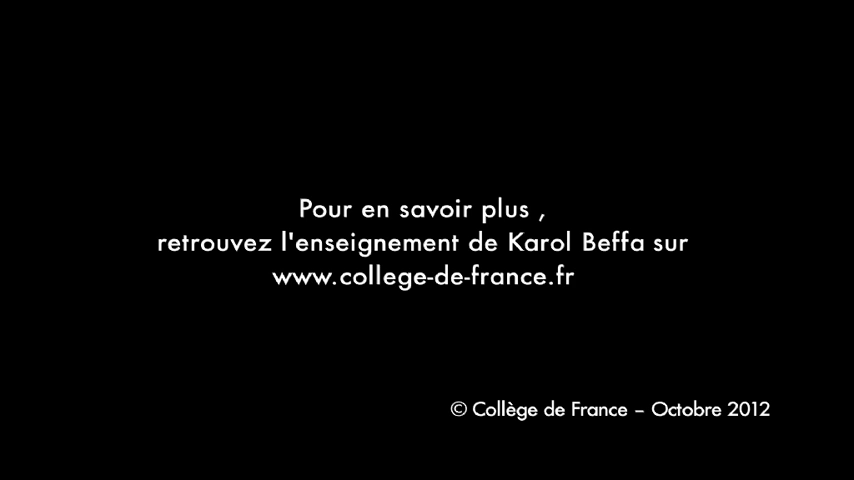 Pour en savoir plus ,
retrouvez l'enseignement de Karol Beffa sur
www.college-de-france.fr
© Collège de France – Octobre 2012